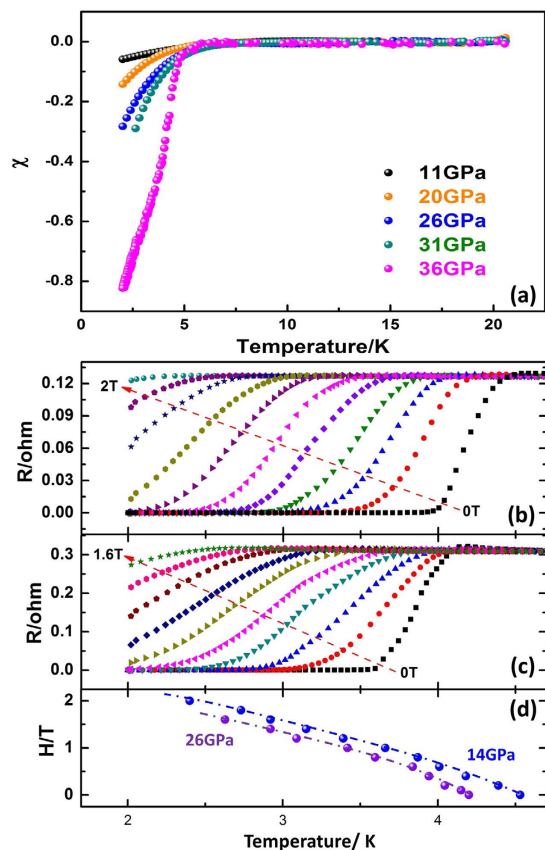 0.0
-0.2
-0.4
-0.6
-0.8
χ
11GPa
20GPa
26GPa
31GPa
36GPa
(a)
0 5 10 15 20
Temperature/K
0.12
0.09
0.06
0.03
0.00
R/ohm
2T
0T
(b)
0.3
0.2
0.1
0.0
R/ohm
1.6T
0T
(c)
2
1
0
H/T
(d)
26GPa
14GPa
2 3 4
Temperature/ K